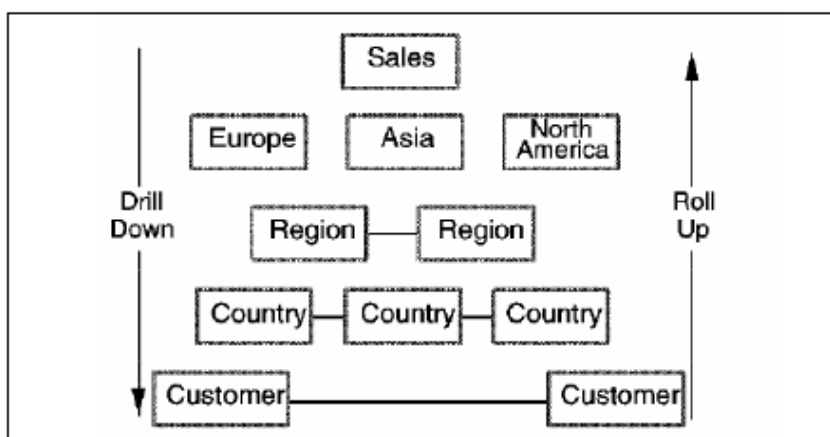 Sales
Europe
Asia
North
America
Drill
Down
Region
Region
Roll
Up
Country
Country
Country
Customer
Customer